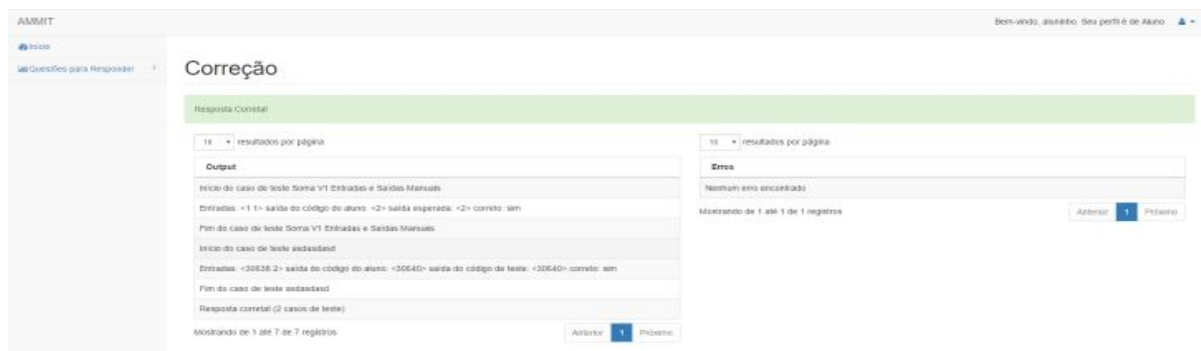 AMMIT
Bem-vindo, aluninho. Seu perfil é de Aluno
Início
Questões para Responder
Correção
Resposta Correta!
10 resultados por página
Output
Início do caso de teste Soma V1 Entradas e Saídas Manuais
Entradas: <1 1> saída do código do aluno: <2> saída esperada: <2> correto: sim
Fim do caso de teste Soma V1 Entradas e Saídas Manuais
Início do caso de teste asdasdasd
Entradas: <30638 2> saída do código do aluno: <30640> saída do código de teste: <30640> correto: sim
Fim do caso de teste asdasdasd
Resposta correta! (2 casos de teste)
Mostrando de 1 até 7 de 7 registros
Anterior 1 Próximo
10 resultados por página
Erros
Nenhum erro encontrado
Mostrando de 1 até 1 de 1 registros
Anterior 1 Próximo